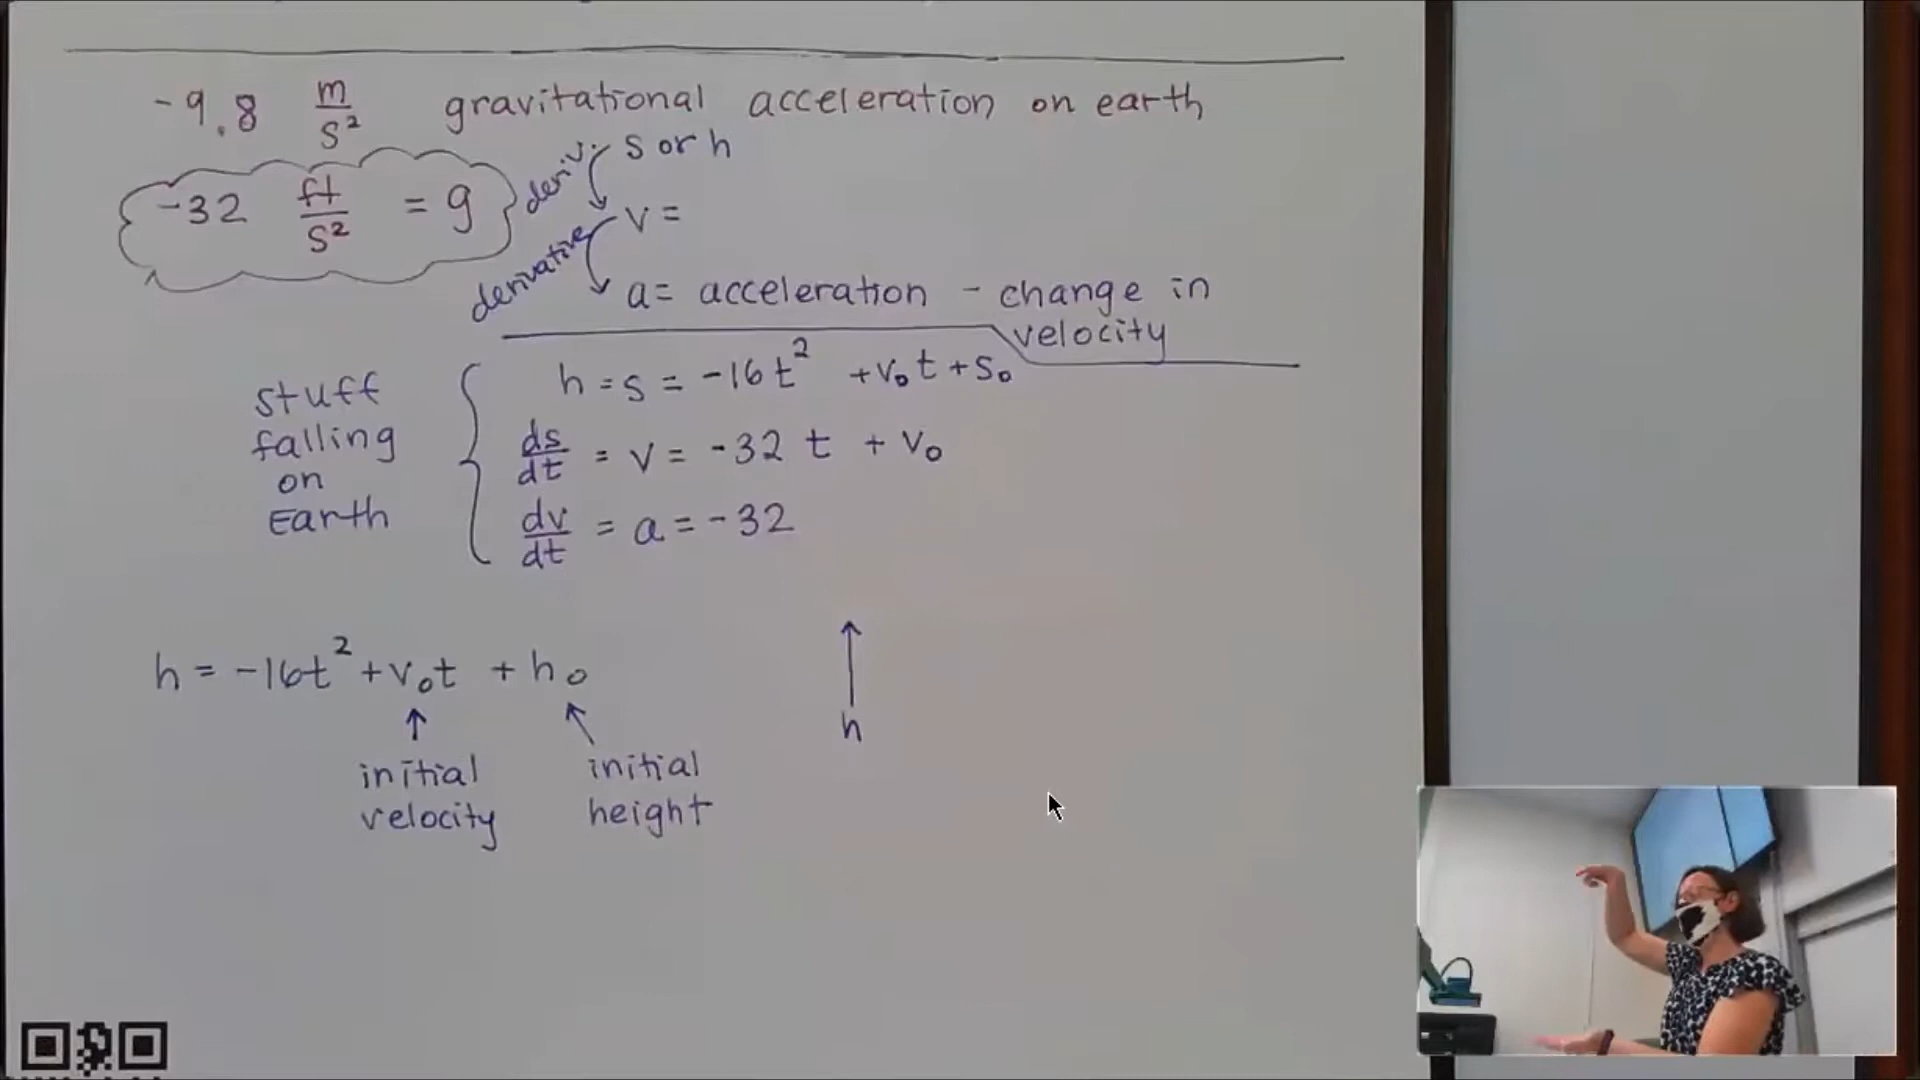 -9.8 m/s² gravitational acceleration on earth
-32 ft/s² = g
deriv. s or h
v =
derivative
a = acceleration - change in
velocity
stuff
falling
on
Earth
h = s = -16t² + v₀t + s₀
ds/dt = v = -32 t + v₀
dv/dt = a = -32
h = -16t² + v₀t + h₀
h
initial
velocity
initial
height